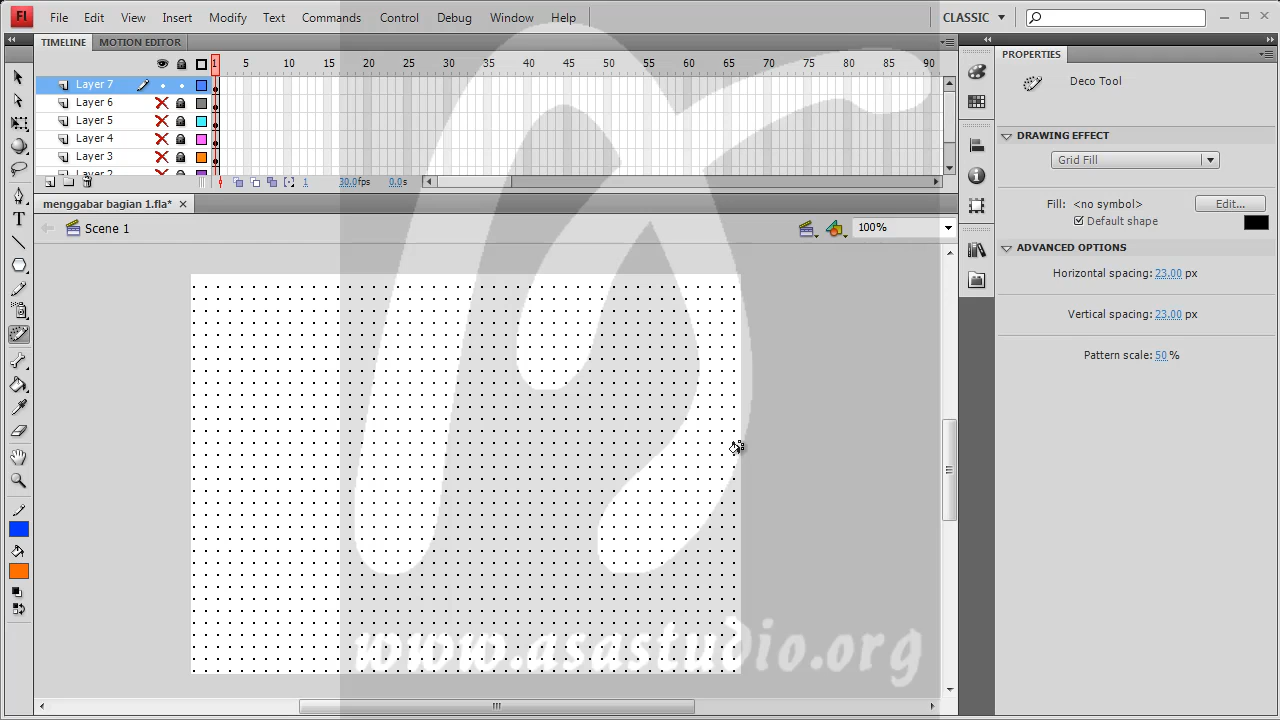 Fl File Edit View Insert Modify Text Commands Control Debug Window Help CLASSIC
TIMELINE MOTION EDITOR
1 5 10 15 20 25 30 35 40 45 50 55 60 65 70 75 80 85 90
Layer 7
Layer 6
Layer 5
Layer 4
Layer 3
1 30.0fps 0.0s
menggabar bagian 1.fla*
Scene 1
100%
PROPERTIES
Deco Tool
DRAWING EFFECT
Grid Fill
Fill: <no symbol> Edit...
Default shape
ADVANCED OPTIONS
Horizontal spacing: 23.00 px
Vertical spacing: 23.00 px
Pattern scale: 50 %
www.asastudio.org